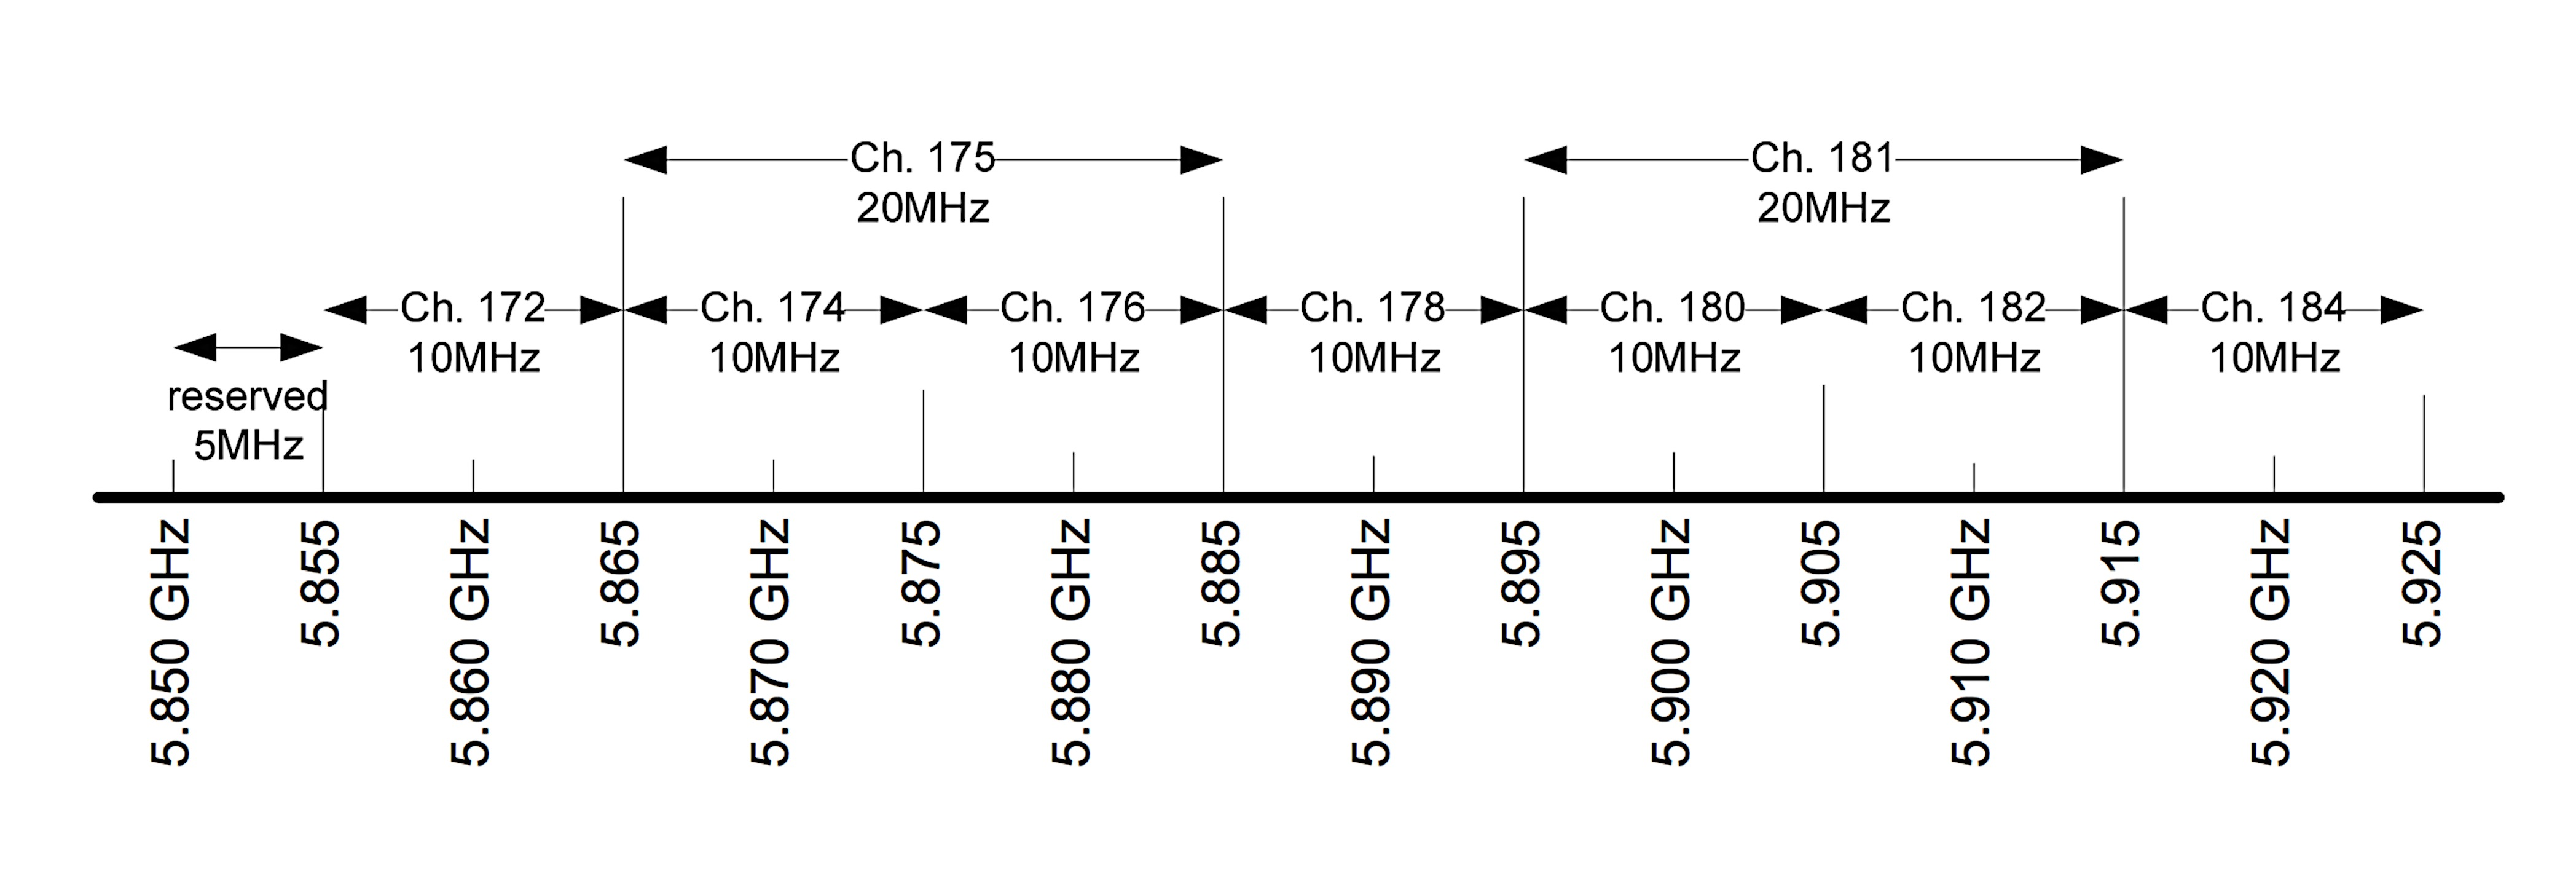 Ch. 175
20MHz
Ch. 181
20MHz
Ch. 172
10MHz
Ch. 174
10MHz
Ch. 176
10MHz
Ch. 178
10MHz
Ch. 180
10MHz
Ch. 182
10MHz
Ch. 184
10MHz
reserved
5MHz
5.850 GHz
5.855
5.860 GHz
5.865
5.870 GHz
5.875
5.880 GHz
5.885
5.890 GHz
5.895
5.900 GHz
5.905
5.910 GHz
5.915
5.920 GHz
5.925